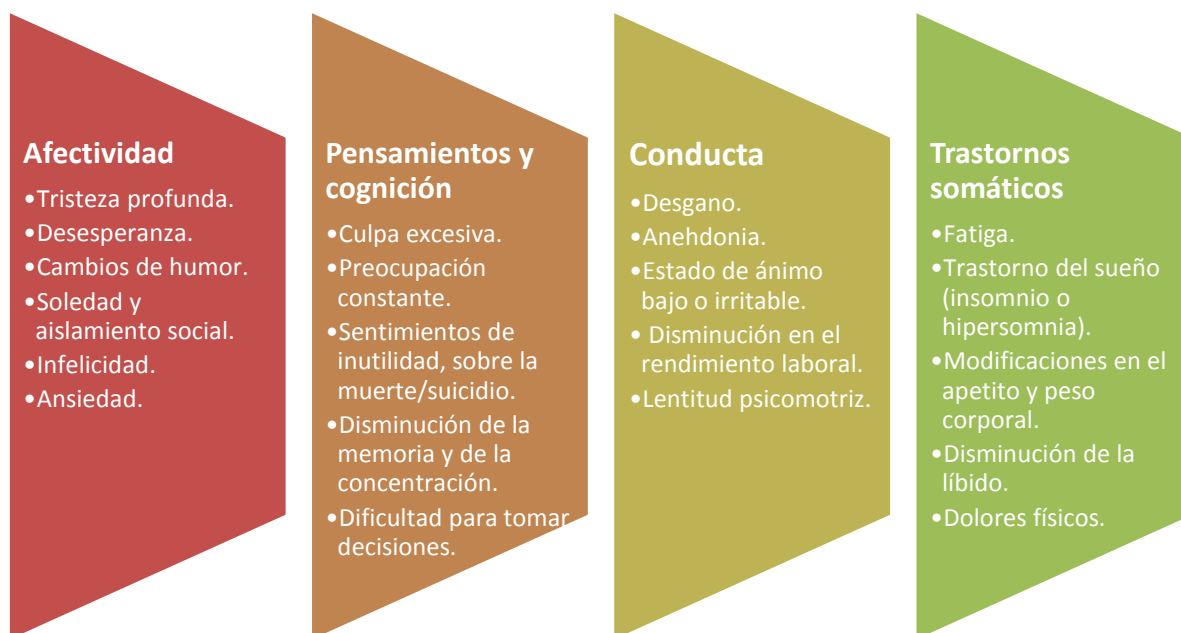 Afectividad
•Tristeza profunda.
•Desesperanza.
•Cambios de humor.
•Soledad y
aislamiento social.
•Infelicidad.
•Ansiedad.
Pensamientos y
cognición
•Culpa excesiva.
•Preocupación
constante.
•Sentimientos de
inutilidad, sobre la
muerte/suicidio.
•Disminución de la
memoria y de la
concentración.
•Dificultad para tomar
decisiones.
Conducta
•Desgano.
•Anehdonia.
•Estado de ánimo
bajo o irritable.
• Disminución en el
rendimiento laboral.
•Lentitud psicomotriz.
Trastornos
somáticos
•Fatiga.
•Trastorno del sueño
(insomnio o
hipersomnia).
•Modificaciones en el
apetito y peso
corporal.
•Disminución de la
líbido.
•Dolores físicos.